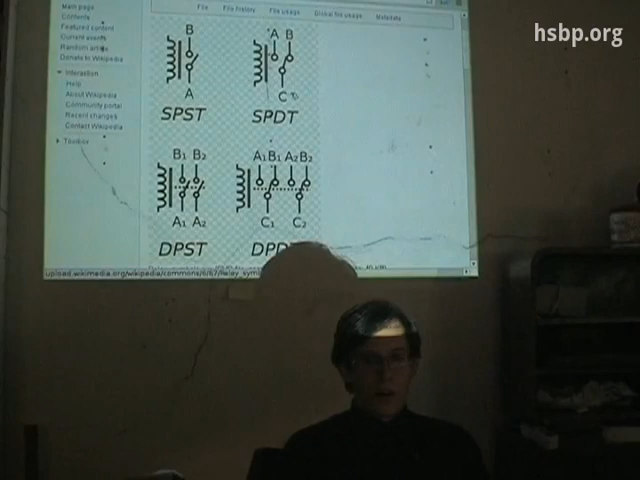 hsbp.org
File File history File usage Global file usage Metadata
Main page
Contents
Featured content
Current events
Random article
Donate to Wikipedia
Interaction
Help
About Wikipedia
Community portal
Recent changes
Contact Wikipedia
Toolbox
B
A
SPST
A B
C
SPDT
B1 B2
A1 A2
DPST
A1 B1 A2 B2
C1 C2
DPDT